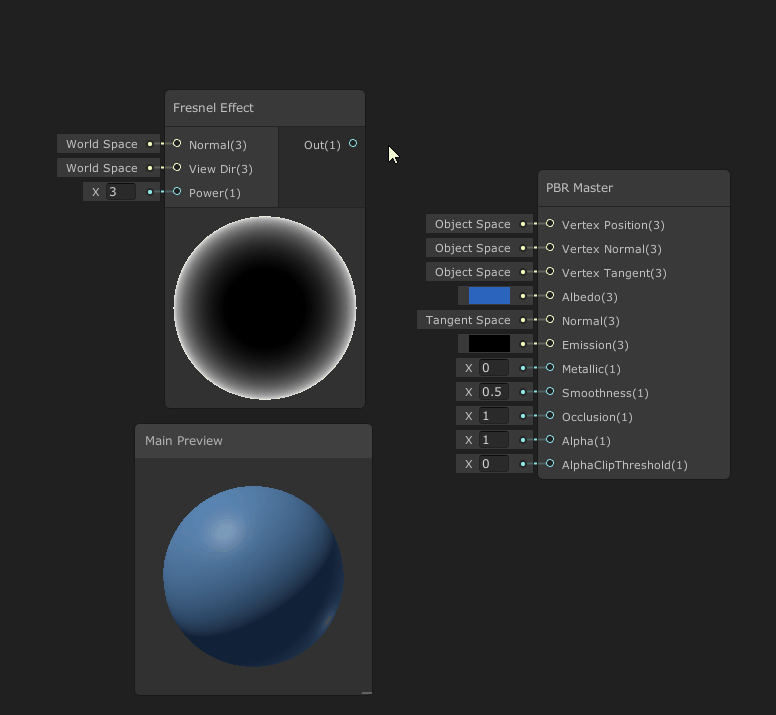 Fresnel Effect
World Space Normal(3) Out(1)
World Space View Dir(3)
X 3 Power(1)
PBR Master
Object Space Vertex Position(3)
Object Space Vertex Normal(3)
Object Space Vertex Tangent(3)
Albedo(3)
Tangent Space Normal(3)
Emission(3)
X 0 Metallic(1)
X 0.5 Smoothness(1)
X 1 Occlusion(1)
X 1 Alpha(1)
X 0 AlphaClipThreshold(1)
Main Preview